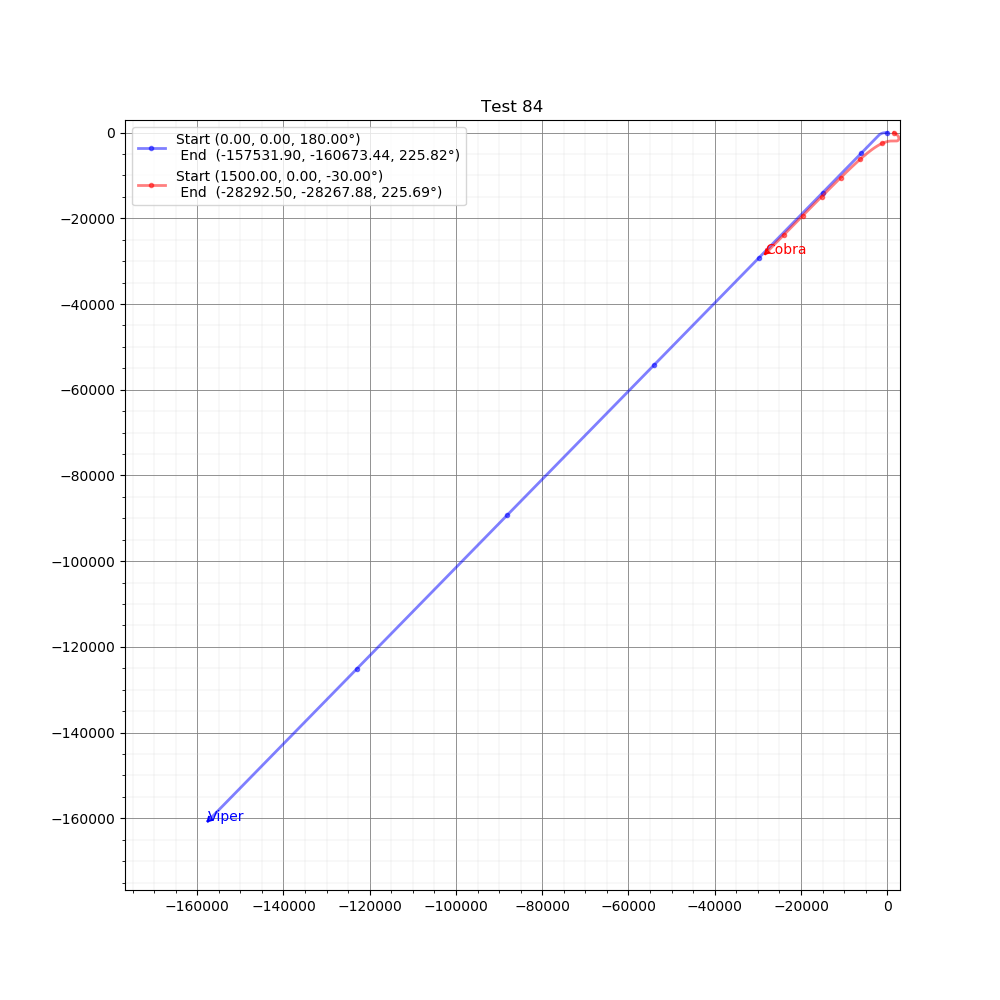 Test 84
Start (0.00, 0.00, 180.00°)
End (-157531.90, -160673.44, 225.82°)
Start (1500.00, 0.00, -30.00°)
End (-28292.50, -28267.88, 225.69°)
0
−20000
−40000
−60000
−80000
−100000
−120000
−140000
−160000
Cobra
Viper
−160000 −140000 −120000 −100000 −80000 −60000 −40000 −20000 0